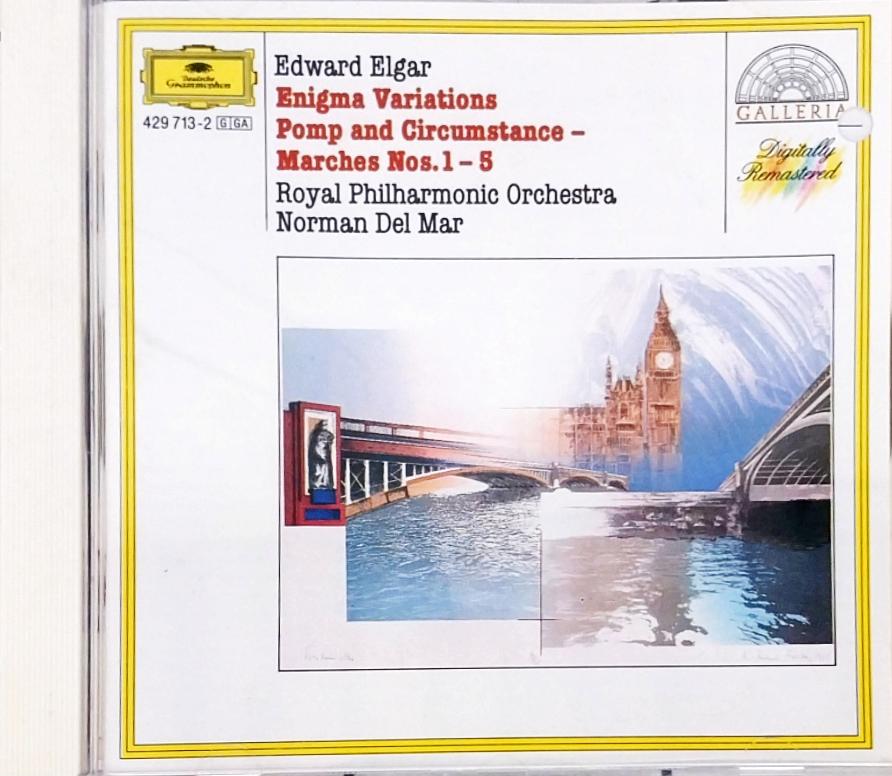 Deutsche
Grammophon
429 713-2 G GA
Edward Elgar
Enigma Variations
Pomp and Circumstance –
Marches Nos. 1 – 5
Royal Philharmonic Orchestra
Norman Del Mar
GALLERIA
Digitally
Remastered